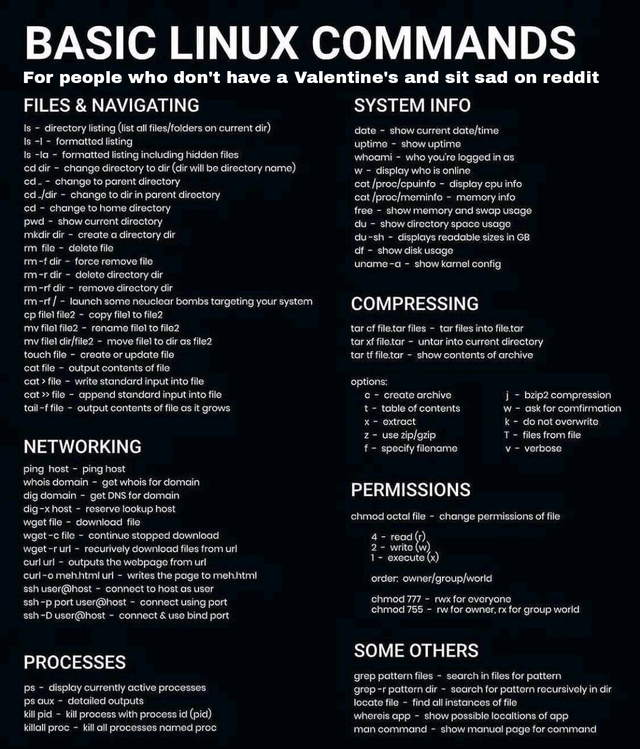 BASIC LINUX COMMANDS
For people who don't have a Valentine's and sit sad on reddit
FILES & NAVIGATING
ls - directory listing (list all files/folders on current dir)
ls -l - formatted listing
ls -la - formatted listing including hidden files
cd dir - change directory to dir (dir will be directory name)
cd .. - change to parent directory
cd ../dir - change to dir in parent directory
cd - change to home directory
pwd - show current directory
mkdir dir - create a directory dir
rm file - delete file
rm -f dir - force remove file
rm -r dir - delete directory dir
rm -rf dir - remove directory dir
rm -rf / - launch some neuclear bombs targeting your system
cp file1 file2 - copy file1 to file2
mv file1 file2 - rename file1 to file2
mv file1 dir/file2 - move file1 to dir as file2
touch file - create or update file
cat file - output contents of file
cat > file - write standard input into file
cat >> file - append standard input into file
tail -f file - output contents of file as it grows
NETWORKING
ping host - ping host
whois domain - get whois for domain
dig domain - get DNS for domain
dig -x host - reserve lookup host
wget file - download file
wget -c file - continue stopped download
wget -r url - recurively download files from url
curl url - outputs the webpage from url
curl -o meh.html url - writes the page to meh.html
ssh user@host - connect to host as user
ssh -p port user@host - connect using port
ssh -D user@host - connect & use bind port
PROCESSES
ps - display currently active processes
ps aux - detailed outputs
kill pid - kill process with process id (pid)
killall proc - kill all processes named proc
SYSTEM INFO
date - show current date/time
uptime - show uptime
whoami - who you're logged in as
w - display who is online
cat /proc/cpuinfo - display cpu info
cat /proc/meminfo - memory info
free - show memory and swap usage
du - show directory space usage
du -sh - displays readable sizes in GB
df - show disk usage
uname -a - show karnel config
COMPRESSING
tar cf file.tar files - tar files into file.tar
tar xf file.tar - untar into current directory
tar tf file.tar - show contents of archive
options:
c - create archive
t - table of contents
x - extract
z - use zip/gzip
f - specify filename
j - bzip2 compression
w - ask for comfirmation
k - do not overwrite
T - files from file
v - verbose
PERMISSIONS
chmod octal file - change permissions of file
4 - read (r)
2 - write (w)
1 - execute (x)
order: owner/group/world
chmod 777 - rwx for everyone
chmod 755 - rw for owner, rx for group world
SOME OTHERS
grep pattern files - search in files for pattern
grep -r pattern dir - search for pattern recursively in dir
locate file - find all instances of file
whereis app - show possible localtions of app
man command - show manual page for command